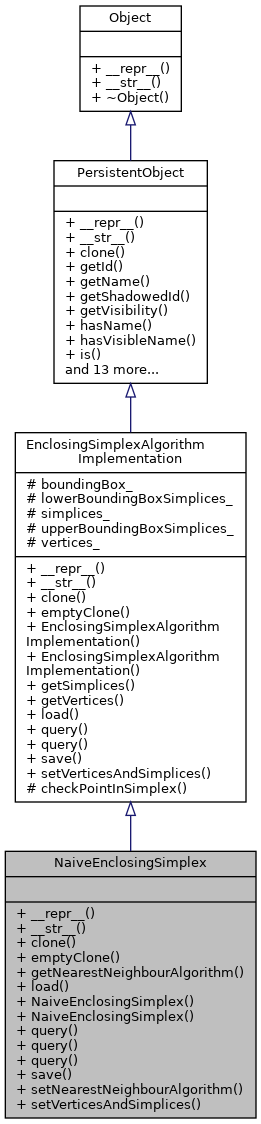 Object
+ __repr__()
+ __str__()
+ ~Object()
PersistentObject
+ __repr__()
+ __str__()
+ clone()
+ getId()
+ getName()
+ getShadowedId()
+ getVisibility()
+ hasName()
+ hasVisibleName()
+ is()
and 13 more...
EnclosingSimplexAlgorithm
Implementation
# boundingBox_
# lowerBoundingBoxSimplices_
# simplices_
# upperBoundingBoxSimplices_
# vertices_
+ __repr__()
+ __str__()
+ clone()
+ emptyClone()
+ EnclosingSimplexAlgorithm
Implementation()
+ EnclosingSimplexAlgorithm
Implementation()
+ getSimplices()
+ getVertices()
+ load()
+ query()
+ query()
+ save()
+ setVerticesAndSimplices()
# checkPointInSimplex()
NaiveEnclosingSimplex
+ __repr__()
+ __str__()
+ clone()
+ emptyClone()
+ getNearestNeighbourAlgorithm()
+ load()
+ NaiveEnclosingSimplex()
+ NaiveEnclosingSimplex()
+ query()
+ query()
+ query()
+ save()
+ setNearestNeighbourAlgorithm()
+ setVerticesAndSimplices()